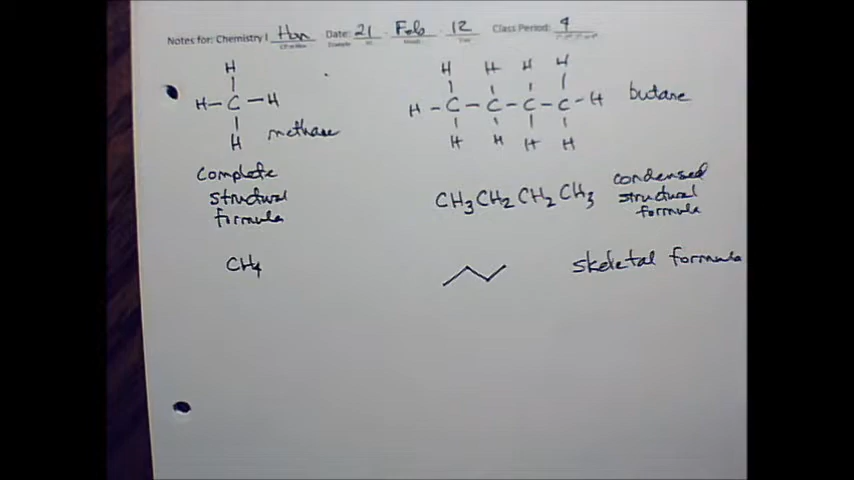 Notes for: Chemistry I Hon Date: 21 Feb 12 Class Period: 4
H
H - C - H
H
methane
H H H H
H - C - C - C - C - H
H H H H
butane
complete
structural
formula
CH3CH2CH2CH3
condensed
structural
formula
CH4
skeletal formula